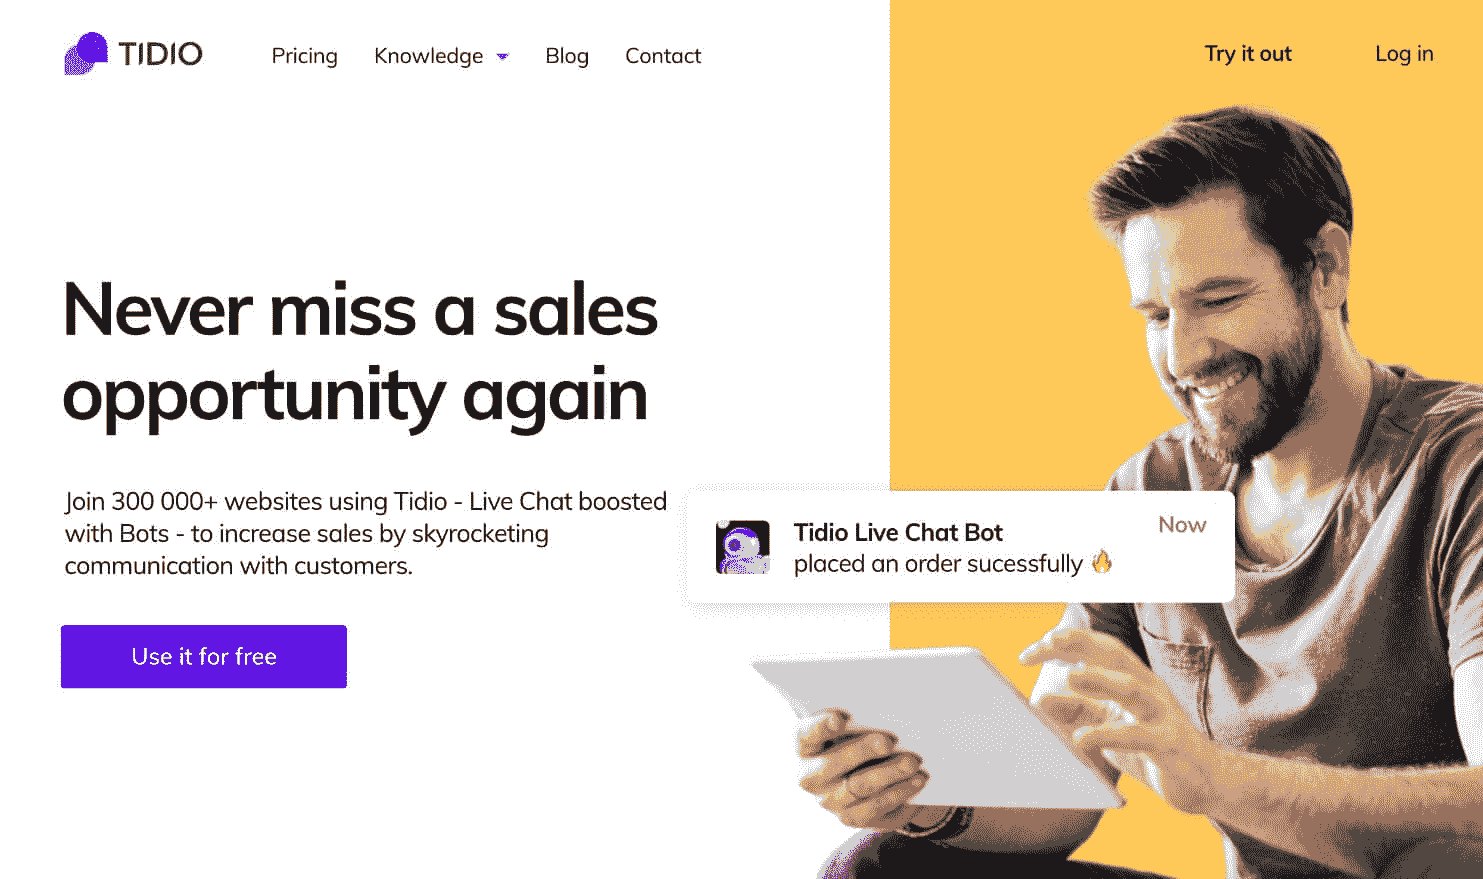 TIDIO
Pricing
Knowledge
Blog
Contact
Try it out
Log in
Never miss a sales
opportunity again
Join 300 000+ websites using Tidio - Live Chat boosted
with Bots - to increase sales by skyrocketing
communication with customers.
Use it for free
Tidio Live Chat Bot
Now
placed an order sucessfully 🔥